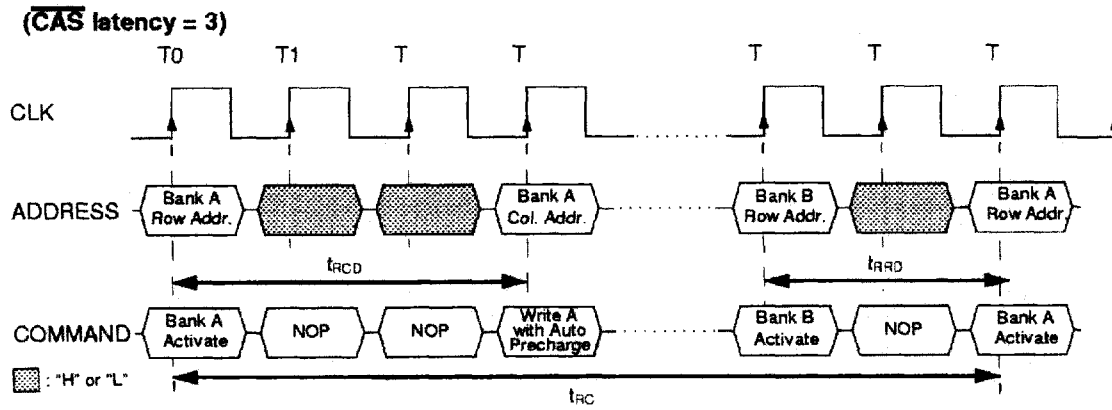 (CAS latency = 3)
T0 T1 T T T T T
CLK
ADDRESS
Bank A
Row Addr.
Bank A
Col. Addr.
Bank B
Row Addr.
Bank A
Row Addr.
tRCD
tRRD
COMMAND
Bank A
Activate
NOP
NOP
Write A
with Auto
Precharge
Bank B
Activate
NOP
Bank A
Activate
: "H" or "L"
tRC